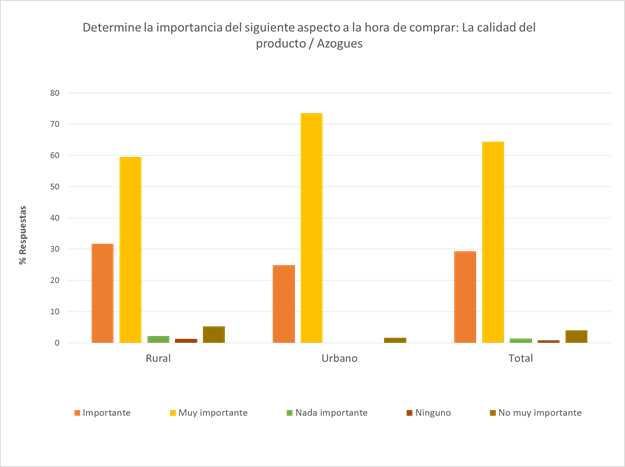 Determine la importancia del siguiente aspecto a la hora de comprar: La calidad del
producto / Azogues
80
70
60
50
40
30
20
10
0
% Respuestas
Rural
Urbano
Total
Importante
Muy importante
Nada importante
Ninguno
No muy importante